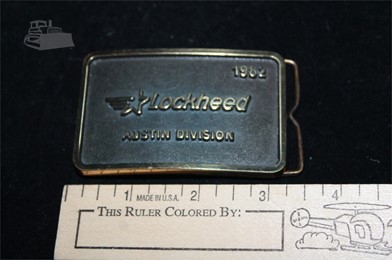 1982
Lockheed
AUSTIN DIVISION
1 MADE IN U.S.A. 2 3 4
THIS RULER COLORED BY: